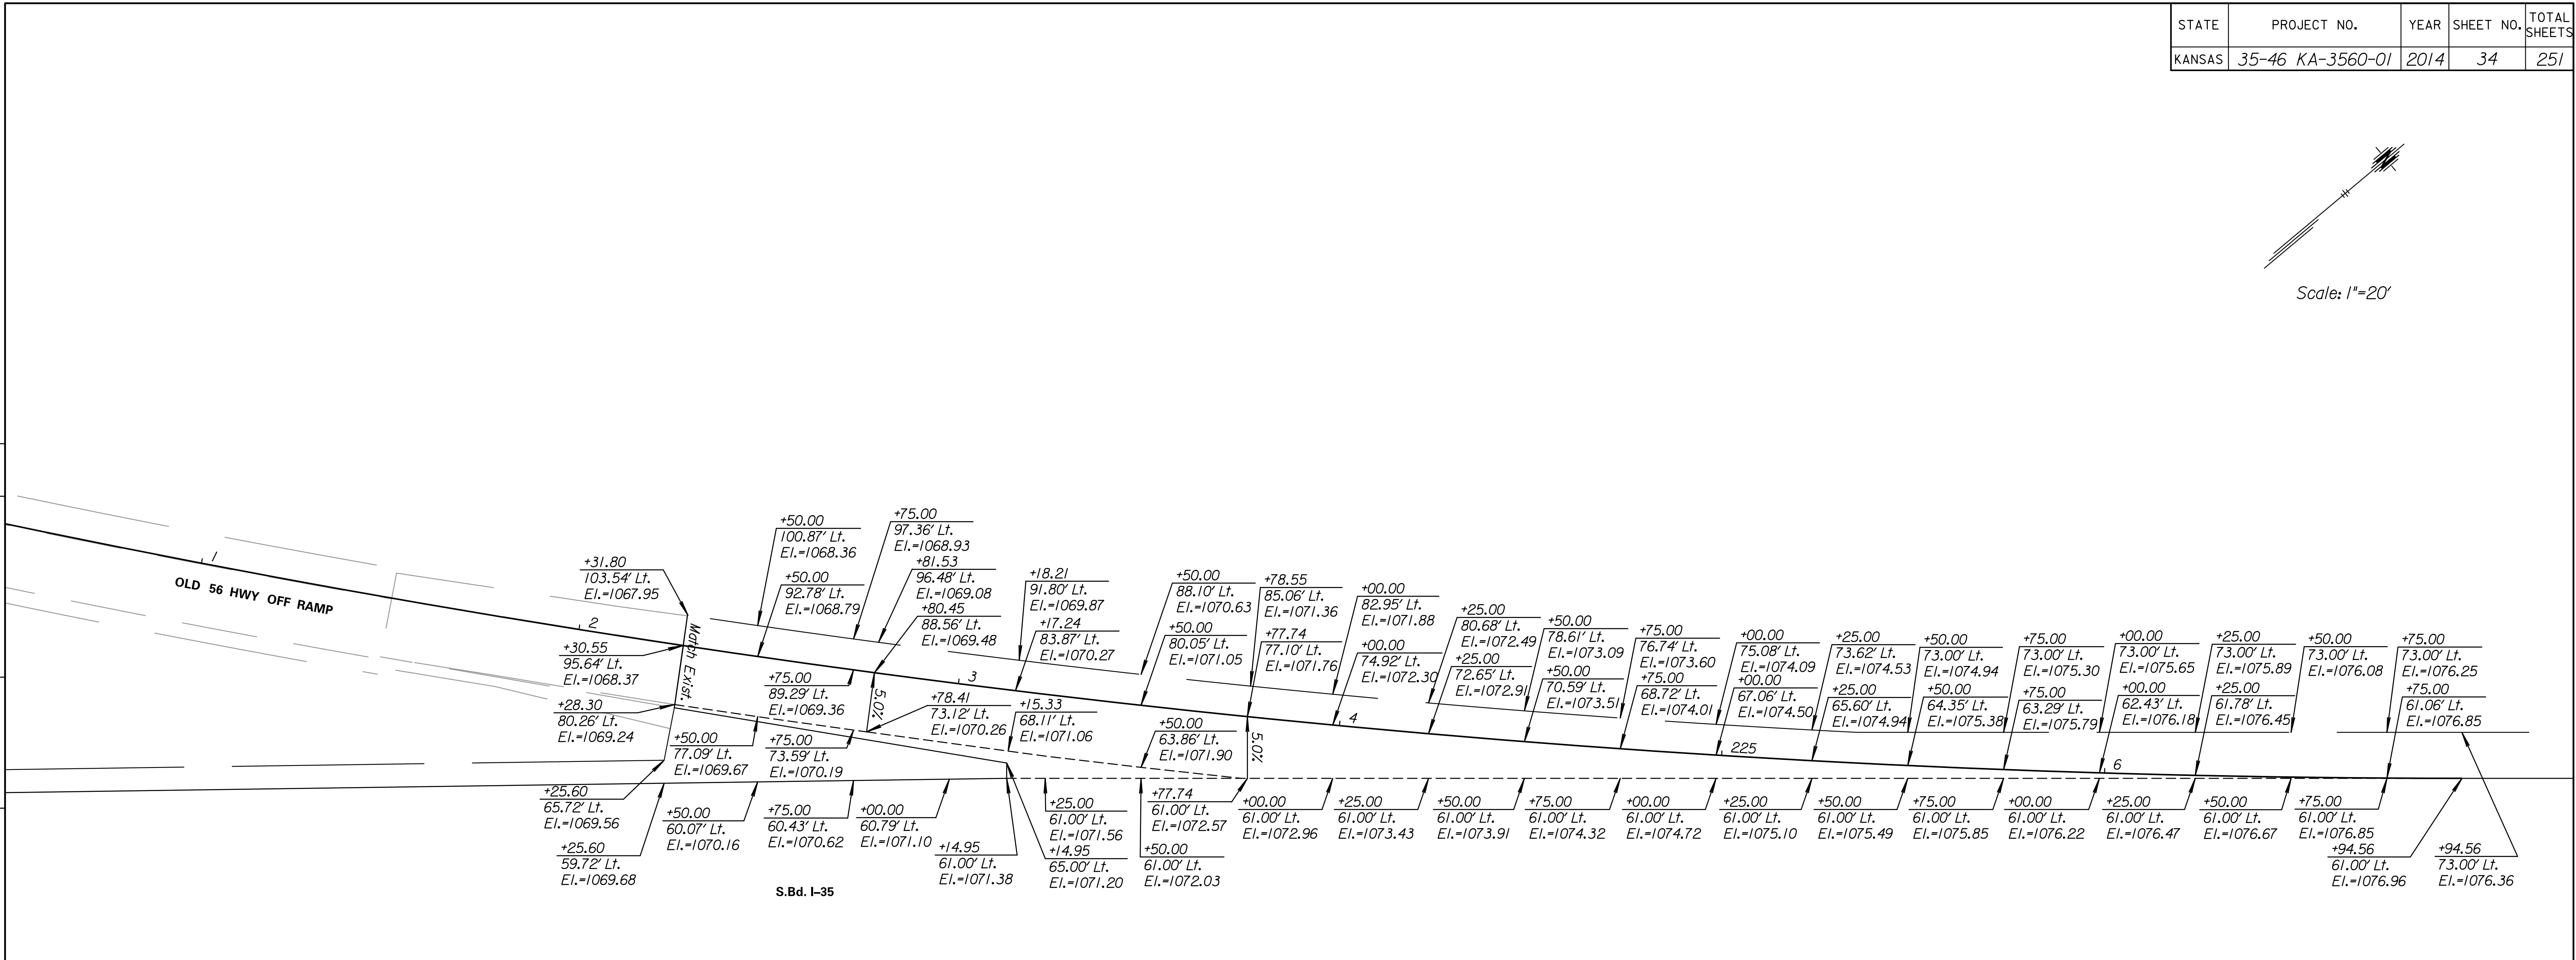 STATE PROJECT NO. YEAR SHEET NO. TOTAL SHEETS
KANSAS 35-46 KA-3560-01 2014 34 251
N
Scale: 1"=20'
1
OLD 56 HWY OFF RAMP
2
3
4
225
6
Match Exist.
5.0%
5.0%
+31.80
103.54' Lt.
El.=1067.95
+30.55
95.64' Lt.
El.=1068.37
+28.30
80.26' Lt.
El.=1069.24
+25.60
65.72' Lt.
El.=1069.56
+25.60
59.72' Lt.
El.=1069.68
+50.00
100.87' Lt.
El.=1068.36
+50.00
92.78' Lt.
El.=1068.79
+50.00
77.09' Lt.
El.=1069.67
+50.00
60.07' Lt.
El.=1070.16
+75.00
97.36' Lt.
El.=1068.93
+81.53
96.48' Lt.
El.=1069.08
+80.45
88.56' Lt.
El.=1069.48
+75.00
89.29' Lt.
El.=1069.36
+75.00
73.59' Lt.
El.=1070.19
+75.00
60.43' Lt.
El.=1070.62
+78.41
73.12' Lt.
El.=1070.26
+00.00
60.79' Lt.
El.=1071.10
+18.21
91.80' Lt.
El.=1069.87
+17.24
83.87' Lt.
El.=1070.27
+15.33
68.11' Lt.
El.=1071.06
+14.95
61.00' Lt.
El.=1071.38
+14.95
65.00' Lt.
El.=1071.20
+25.00
61.00' Lt.
El.=1071.56
+50.00
88.10' Lt.
El.=1070.63
+50.00
80.05' Lt.
El.=1071.05
+50.00
63.86' Lt.
El.=1071.90
+50.00
61.00' Lt.
El.=1072.03
+78.55
85.06' Lt.
El.=1071.36
+77.74
77.10' Lt.
El.=1071.76
+77.74
61.00' Lt.
El.=1072.57
+00.00
82.95' Lt.
El.=1071.88
+00.00
74.92' Lt.
El.=1072.30
+00.00
61.00' Lt.
El.=1072.96
+25.00
80.68' Lt.
El.=1072.49
+25.00
72.65' Lt.
El.=1072.91
+25.00
61.00' Lt.
El.=1073.43
+50.00
78.61' Lt.
El.=1073.09
+50.00
70.59' Lt.
El.=1073.51
+50.00
61.00' Lt.
El.=1073.91
+75.00
76.74' Lt.
El.=1073.60
+75.00
68.72' Lt.
El.=1074.01
+75.00
61.00' Lt.
El.=1074.32
+00.00
75.08' Lt.
El.=1074.09
+00.00
67.06' Lt.
El.=1074.50
+00.00
61.00' Lt.
El.=1074.72
+25.00
73.62' Lt.
El.=1074.53
+25.00
65.60' Lt.
El.=1074.94
+25.00
61.00' Lt.
El.=1075.10
+50.00
73.00' Lt.
El.=1074.94
+50.00
64.35' Lt.
El.=1075.38
+50.00
61.00' Lt.
El.=1075.49
+75.00
73.00' Lt.
El.=1075.30
+75.00
63.29' Lt.
El.=1075.79
+75.00
61.00' Lt.
El.=1075.85
+00.00
73.00' Lt.
El.=1075.65
+00.00
62.43' Lt.
El.=1076.18
+00.00
61.00' Lt.
El.=1076.22
+25.00
73.00' Lt.
El.=1075.89
+25.00
61.78' Lt.
El.=1076.45
+25.00
61.00' Lt.
El.=1076.47
+50.00
73.00' Lt.
El.=1076.08
+50.00
61.00' Lt.
El.=1076.67
+75.00
73.00' Lt.
El.=1076.25
+75.00
61.06' Lt.
El.=1076.85
+75.00
61.00' Lt.
El.=1076.85
+94.56
61.00' Lt.
El.=1076.96
+94.56
73.00' Lt.
El.=1076.36
S.Bd. I-35